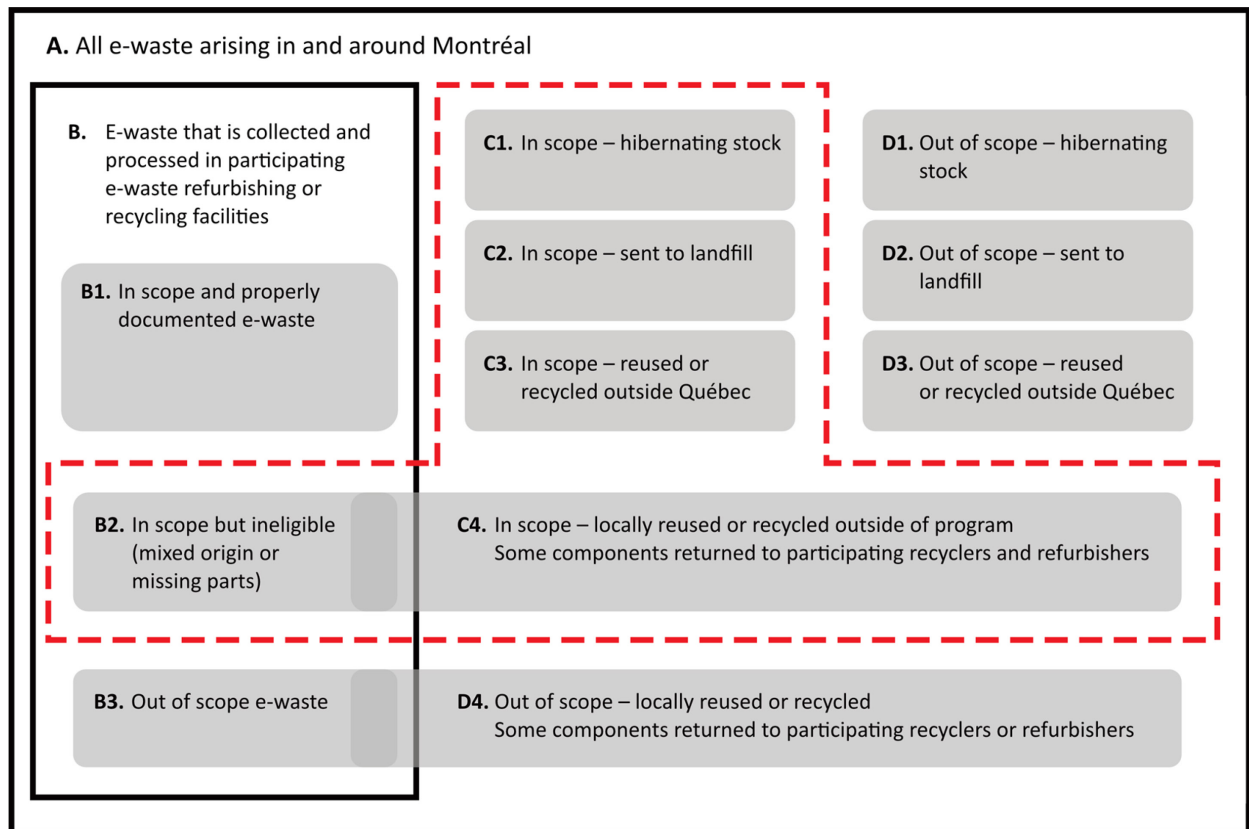 A. All e-waste arising in and around Montréal
B. E-waste that is collected and
processed in participating
e-waste refurbishing or
recycling facilities
B1. In scope and properly
documented e-waste
C1. In scope – hibernating stock
C2. In scope – sent to landfill
C3. In scope – reused or
recycled outside Québec
D1. Out of scope – hibernating
stock
D2. Out of scope – sent to
landfill
D3. Out of scope – reused
or recycled outside Québec
B2. In scope but ineligible
(mixed origin or
missing parts)
C4. In scope – locally reused or recycled outside of program
Some components returned to participating recyclers and refurbishers
B3. Out of scope e-waste
D4. Out of scope – locally reused or recycled
Some components returned to participating recyclers or refurbishers